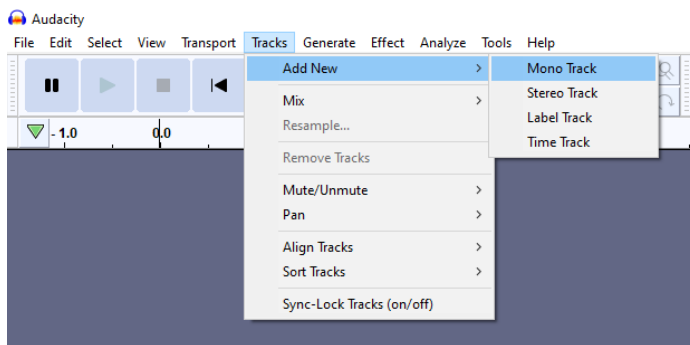 Audacity
File Edit Select View Transport Tracks Generate Effect Analyze Tools Help
Add New
Mix
Resample...
Remove Tracks
Mute/Unmute
Pan
Align Tracks
Sort Tracks
Sync-Lock Tracks (on/off)
Mono Track
Stereo Track
Label Track
Time Track
- 1.0 0.0